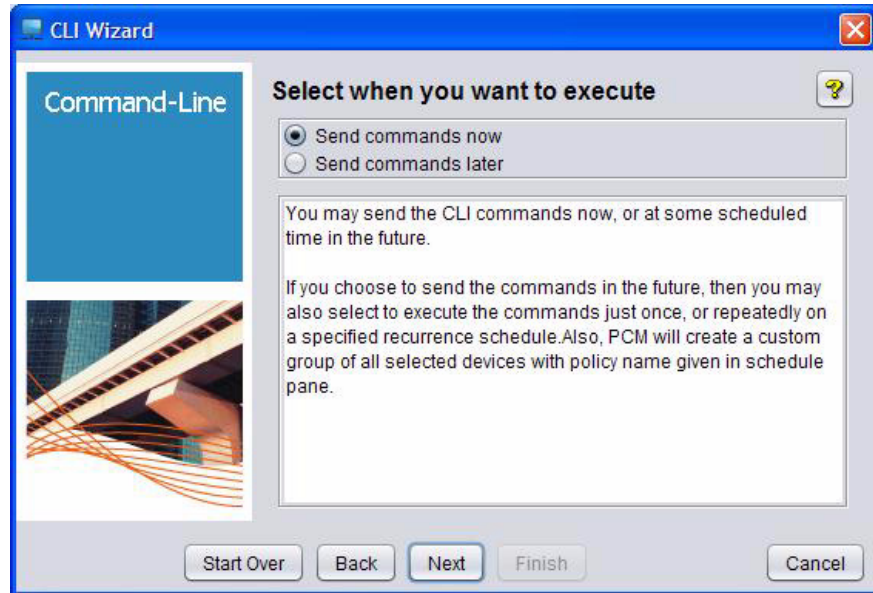 CLI Wizard
Command-Line
Select when you want to execute
?
Send commands now
Send commands later
You may send the CLI commands now, or at some scheduled
time in the future.
If you choose to send the commands in the future, then you may
also select to execute the commands just once, or repeatedly on
a specified recurrence schedule.Also, PCM will create a custom
group of all selected devices with policy name given in schedule
pane.
Start Over
Back
Next
Finish
Cancel